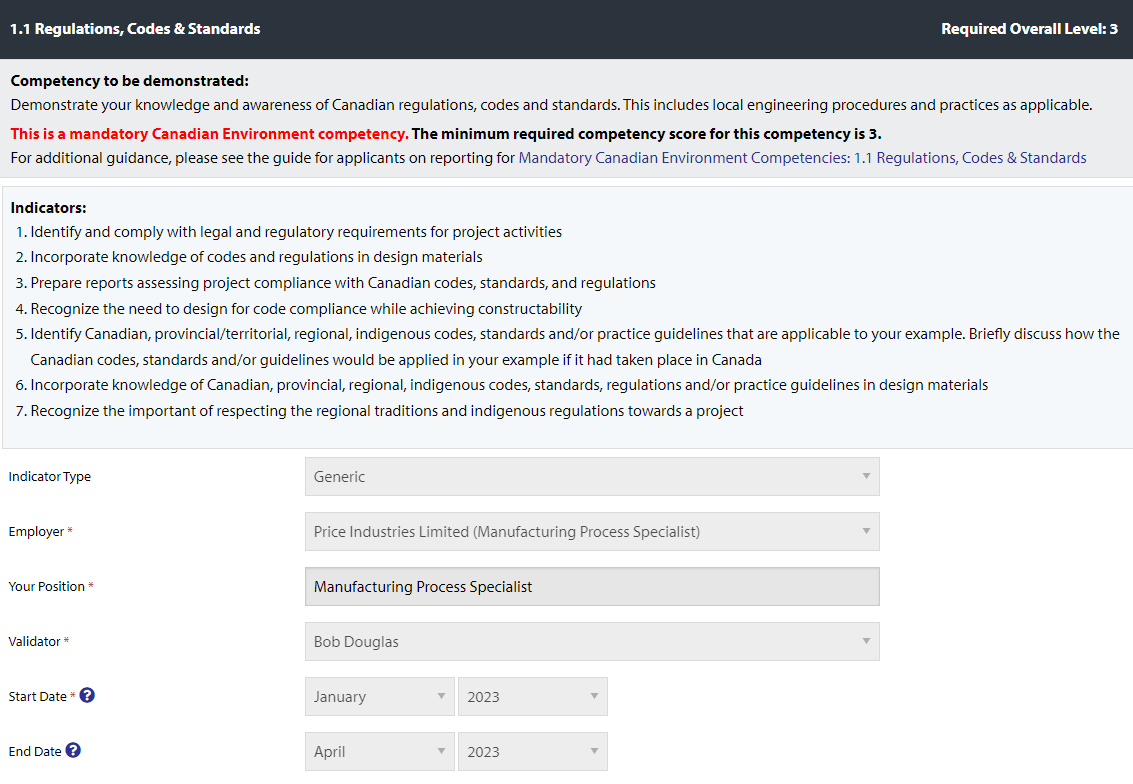 1.1 Regulations, Codes & Standards
Required Overall Level: 3
Competency to be demonstrated:
Demonstrate your knowledge and awareness of Canadian regulations, codes and standards. This includes local engineering procedures and practices as applicable.
This is a mandatory Canadian Environment competency. The minimum required competency score for this competency is 3.
For additional guidance, please see the guide for applicants on reporting for Mandatory Canadian Environment Competencies: 1.1 Regulations, Codes & Standards
Indicators:
1. Identify and comply with legal and regulatory requirements for project activities
2. Incorporate knowledge of codes and regulations in design materials
3. Prepare reports assessing project compliance with Canadian codes, standards, and regulations
4. Recognize the need to design for code compliance while achieving constructability
5. Identify Canadian, provincial/territorial, regional, indigenous codes, standards and/or practice guidelines that are applicable to your example. Briefly discuss how the
Canadian codes, standards and/or guidelines would be applied in your example if it had taken place in Canada
6. Incorporate knowledge of Canadian, provincial, regional, indigenous codes, standards, regulations and/or practice guidelines in design materials
7. Recognize the important of respecting the regional traditions and indigenous regulations towards a project
Indicator Type
Generic
Employer *
Price Industries Limited (Manufacturing Process Specialist)
Your Position *
Manufacturing Process Specialist
Validator *
Bob Douglas
Start Date * ?
January
2023
End Date ?
April
2023